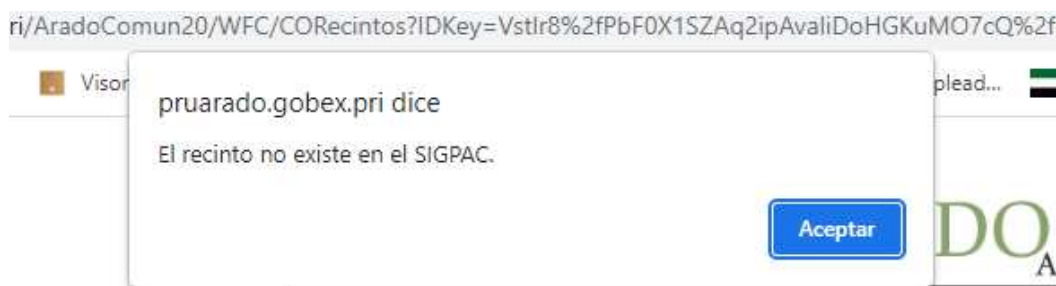 ri/AradoComun20/WFC/CORecintos?IDKey=VstIr8%2fPbF0X1SZAq2ipAvaliDoHGKuMO7cQ%2f
Visor
plead...
pruarado.gobex.pri dice
El recinto no existe en el SIGPAC.
Aceptar
DO
A